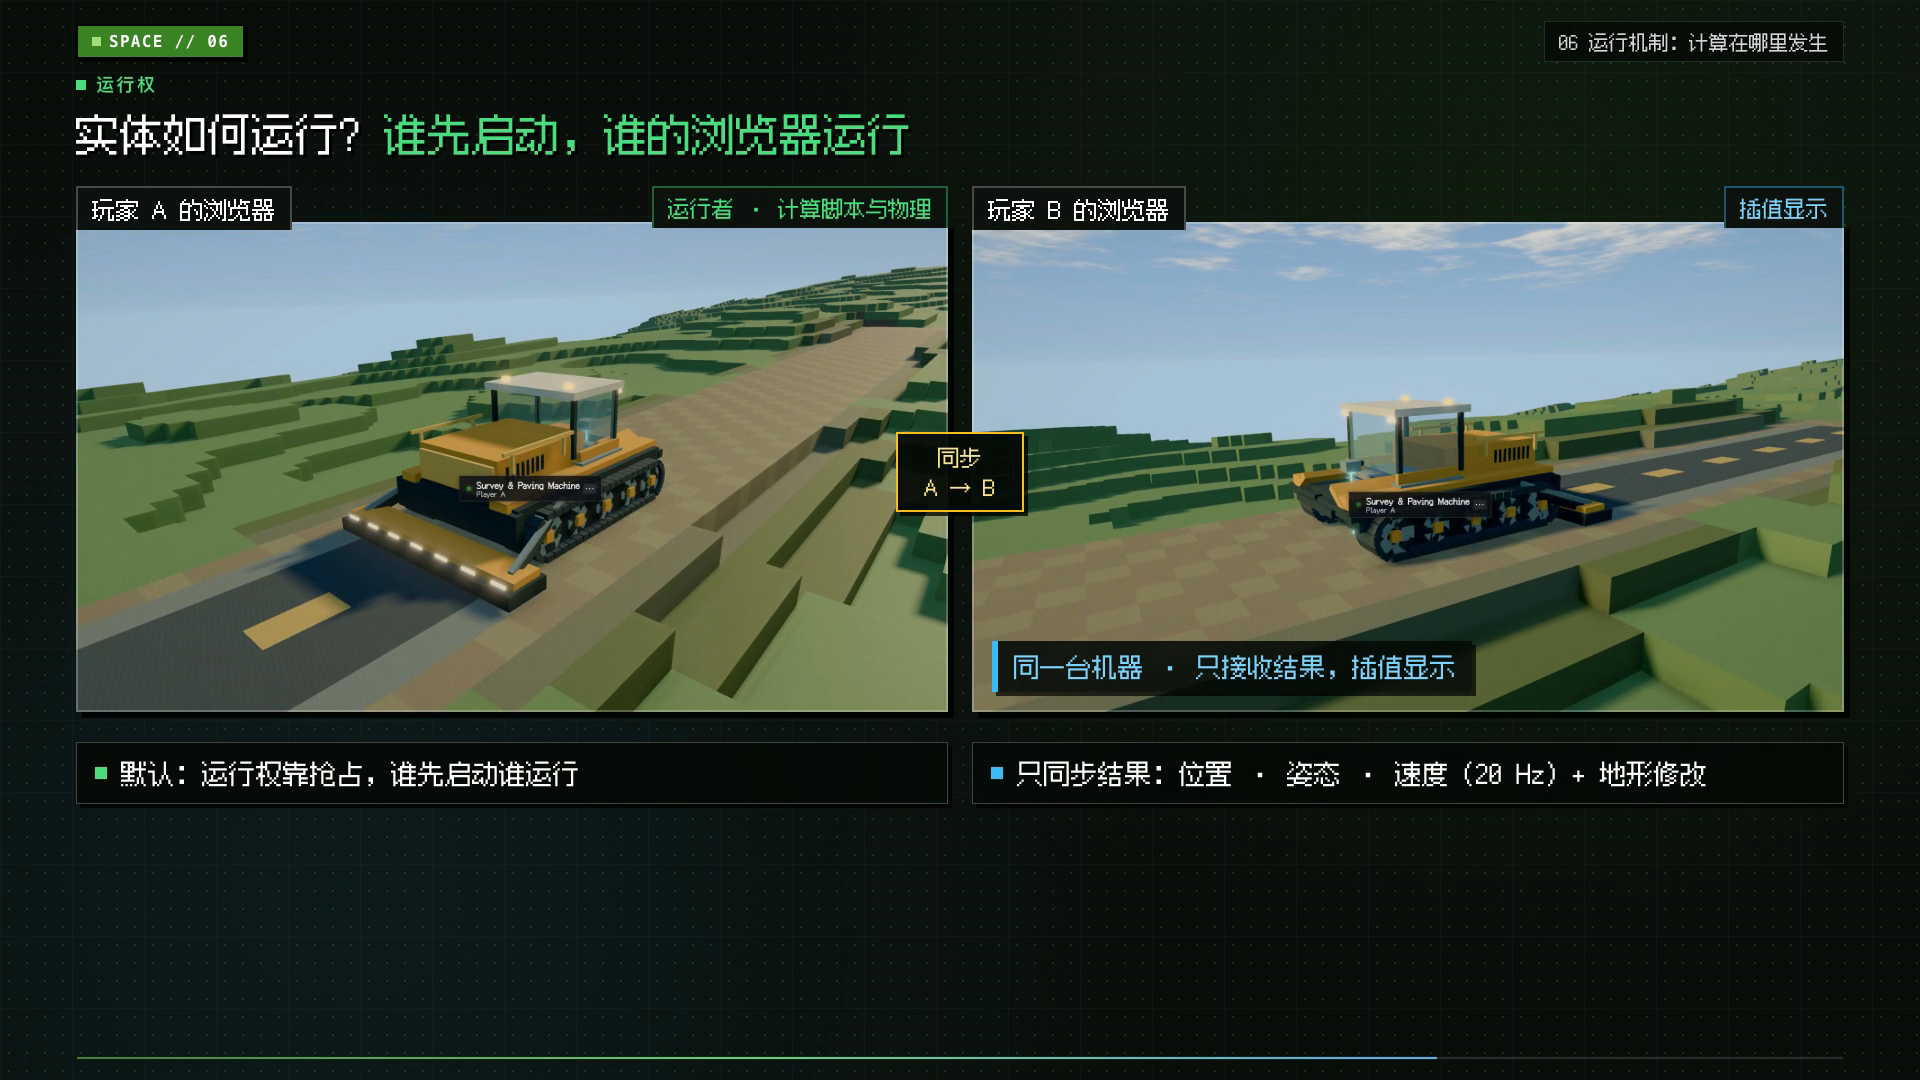 SPACE // 06
06 运行机制：计算在哪里发生
运行权
实体如何运行？ 谁先启动，谁的浏览器运行
玩家 A 的浏览器
运行者 · 计算脚本与物理
玩家 B 的浏览器
插值显示
同步
A → B
Survey & Paving Machine ...
Player A
Survey & Paving Machine ...
Player A
同一台机器 · 只接收结果，插值显示
默认：运行权靠抢占，谁先启动谁运行
只同步结果：位置 · 姿态 · 速度 (20 Hz) + 地形修改